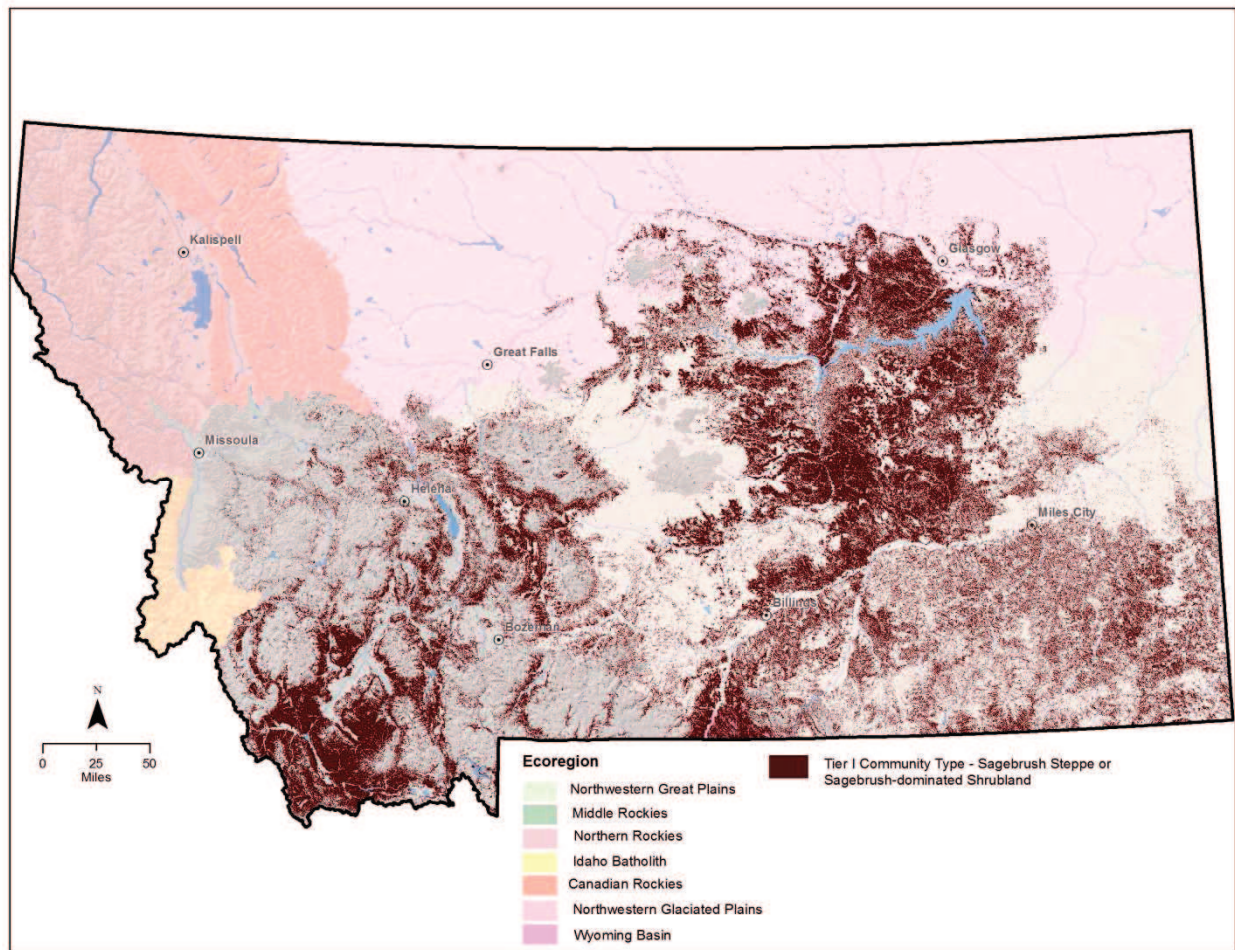 Kalispell
Glasgow
Great Falls
Missoula
Helena
Miles City
Billings
Bozeman
N
0 25 50
Miles
Ecoregion
Northwestern Great Plains
Middle Rockies
Northern Rockies
Idaho Batholith
Canadian Rockies
Northwestern Glaciated Plains
Wyoming Basin
Tier I Community Type - Sagebrush Steppe or
Sagebrush-dominated Shrubland